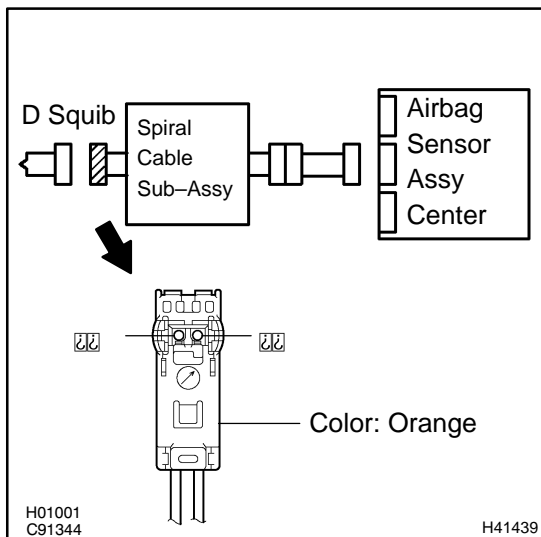 D Squib
Spiral
Cable
Sub–Assy
Airbag
Sensor
Assy
Center
Color: Orange
H01001
C91344
H41439